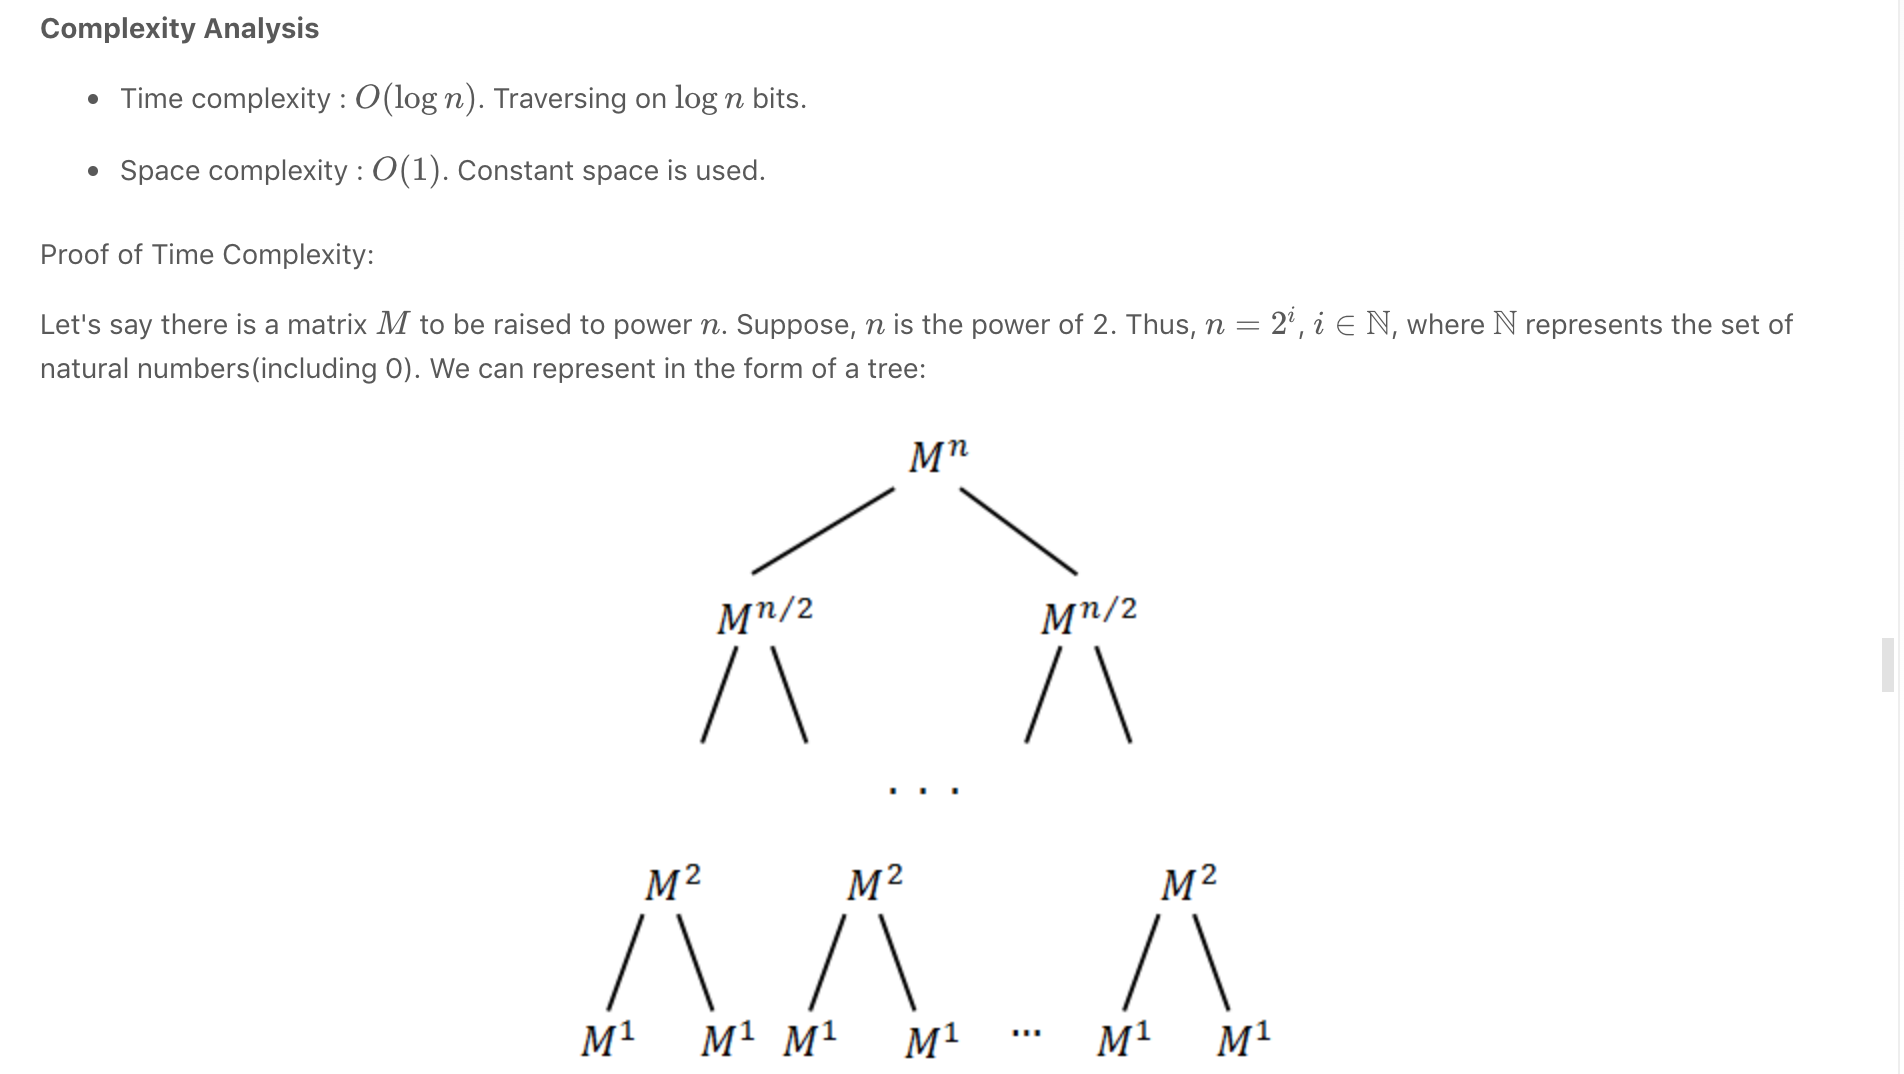 Complexity Analysis
• Time complexity : O(log n). Traversing on log n bits.
• Space complexity : O(1). Constant space is used.
Proof of Time Complexity:
Let's say there is a matrix M to be raised to power n. Suppose, n is the power of 2. Thus, n = 2^i, i ∈ ℕ, where ℕ represents the set of
natural numbers(including 0). We can represent in the form of a tree:
M^n
M^{n/2} M^{n/2}
. . .
M^2 M^2 M^2
M^1 M^1 M^1 M^1 ... M^1 M^1